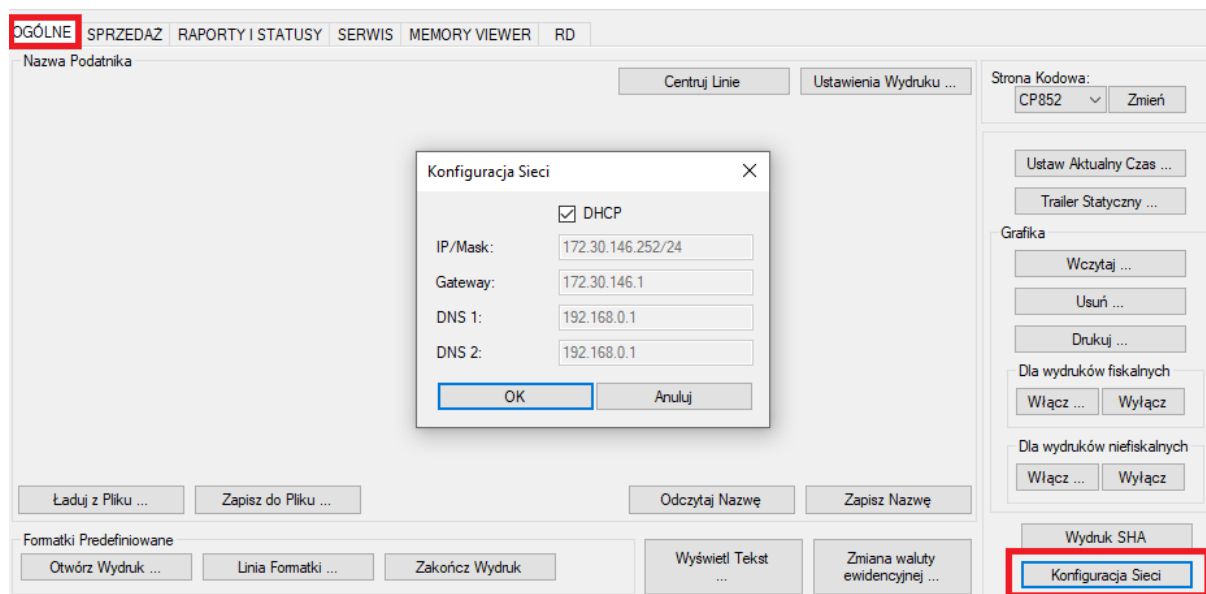 OGÓLNE SPRZEDAŻ RAPORTY I STATUSY SERWIS MEMORY VIEWER RD
Nazwa Podatnika
Centruj Linie
Ustawienia Wydruku ...
Strona Kodowa:
CP852
Zmień
Konfiguracja Sieci
DHCP
IP/Mask: 172.30.146.252/24
Gateway: 172.30.146.1
DNS 1: 192.168.0.1
DNS 2: 192.168.0.1
OK
Anuluj
Ustaw Aktualny Czas ...
Trailer Statyczny ...
Grafika
Wczytaj ...
Usuń ...
Drukuj ...
Dla wydruków fiskalnych
Włącz ... Wyłącz
Dla wydruków niefiskalnych
Włącz ... Wyłącz
Ładuj z Pliku ...
Zapisz do Pliku ...
Odczytaj Nazwę
Zapisz Nazwę
Formatki Predefiniowane
Otwórz Wydruk ...
Linia Formatki ...
Zakończ Wydruk
Wyświetl Tekst
...
Zmiana waluty
ewidencyjnej ...
Wydruk SHA
Konfiguracja Sieci